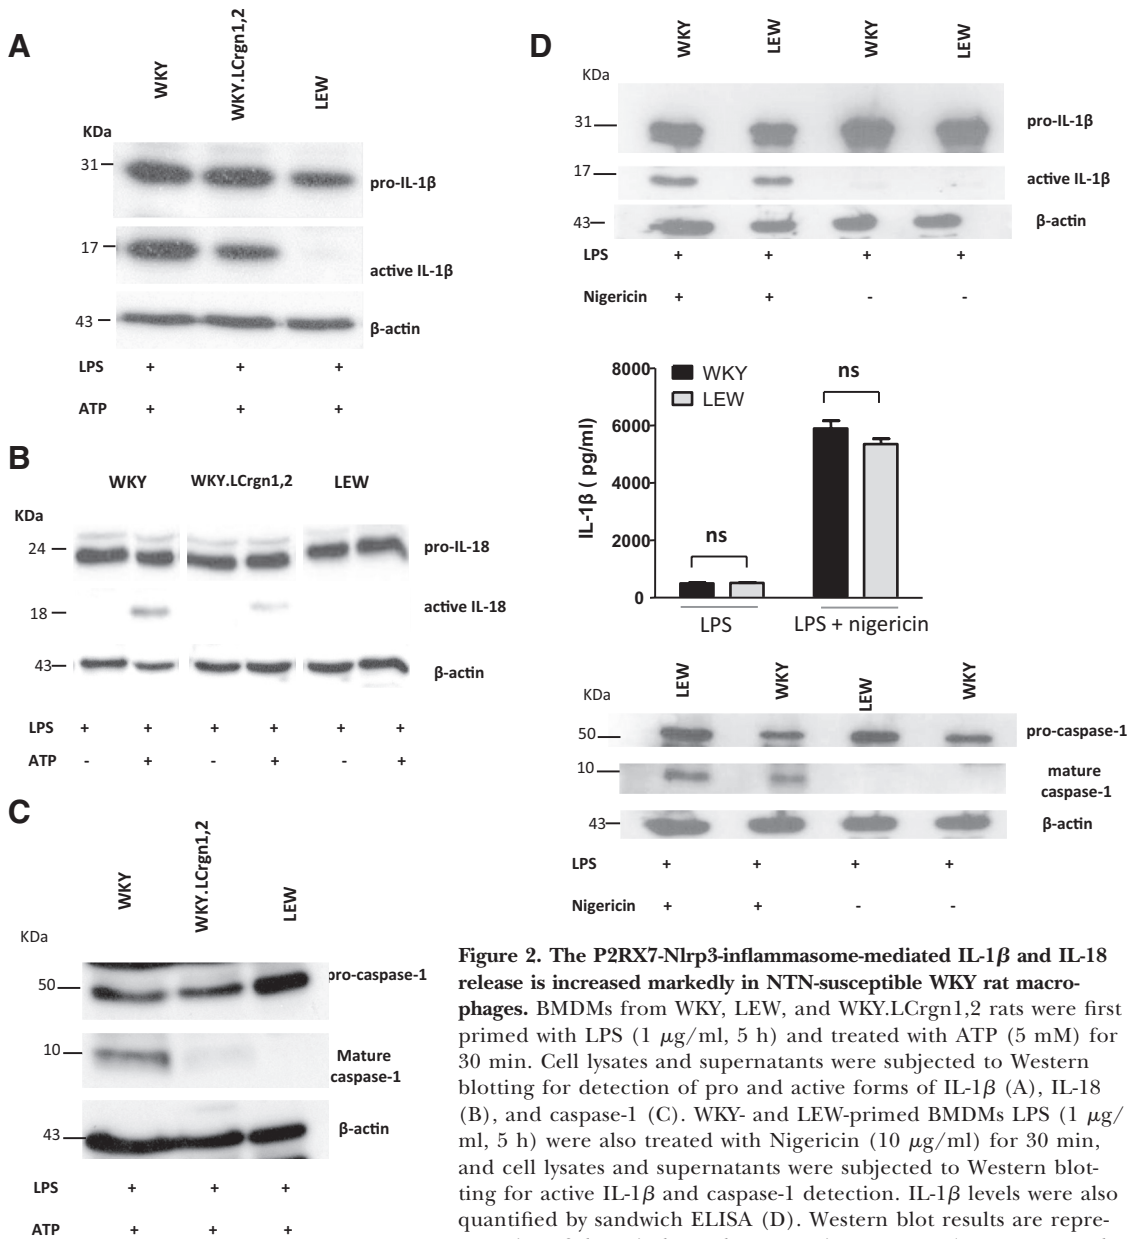 A
WKY
WKY.LCrgn1,2
LEW
KDa
31
pro-IL-1β
17
active IL-1β
43
β-actin
LPS + + +
ATP + + +
B
WKY WKY.LCrgn1,2 LEW
KDa
24
pro-IL-18
active IL-18
18
43
β-actin
LPS + + + + + +
ATP - + - + - +
C
WKY
WKY.LCrgn1,2
LEW
KDa
50
pro-caspase-1
10
Mature
caspase-1
43
β-actin
LPS + + +
ATP + + +
D
WKY
LEW
WKY
LEW
KDa
31
pro-IL-1β
17
active IL-1β
43
β-actin
LPS + + + +
Nigericin + + - -
8000
6000
4000
2000
0
IL-1β ( pg/ml)
WKY
LEW
ns
ns
LPS LPS + nigericin
LEW
WKY
LEW
WKY
KDa
50
pro-caspase-1
10
mature
caspase-1
43
β-actin
LPS + + + +
Nigericin + + - -
Figure 2. The P2RX7-Nlrp3-inflammasome-mediated IL-1β and IL-18
release is increased markedly in NTN-susceptible WKY rat macro-
phages. BMDMs from WKY, LEW, and WKY.LCrgn1,2 rats were first
primed with LPS (1 μg/ml, 5 h) and treated with ATP (5 mM) for
30 min. Cell lysates and supernatants were subjected to Western
blotting for detection of pro and active forms of IL-1β (A), IL-18
(B), and caspase-1 (C). WKY- and LEW-primed BMDMs LPS (1 μg/
ml, 5 h) were also treated with Nigericin (10 μg/ml) for 30 min,
and cell lysates and supernatants were subjected to Western blot-
ting for active IL-1β and caspase-1 detection. IL-1β levels were also
quantified by sandwich ELISA (D). Western blot results are repre-